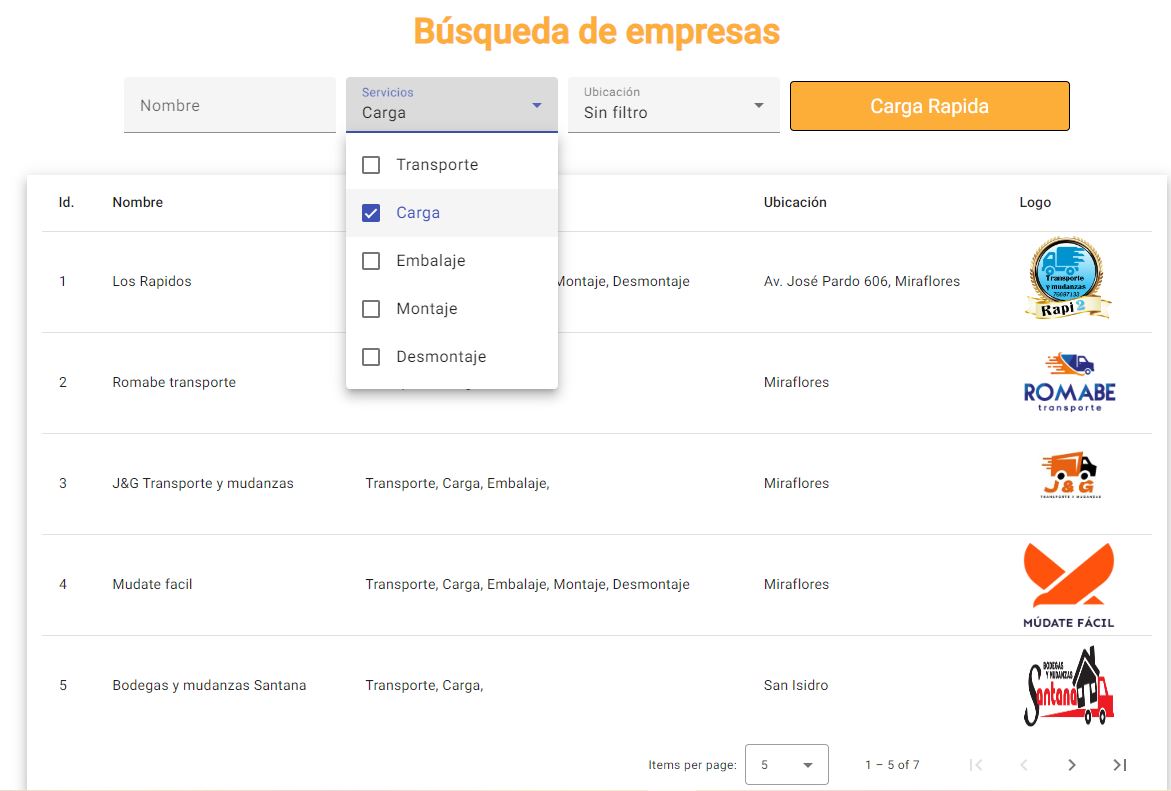 Búsqueda de empresas
Nombre
Servicios
Carga
Ubicación
Sin filtro
Carga Rapida
Transporte
Carga
Embalaje
Montaje
Desmontaje
Id. Nombre Ubicación Logo
1 Los Rapidos Montaje, Desmontaje Av. José Pardo 606, Miraflores
Transporte
y mudanzas
Rapi 2
2 Romabe transporte Miraflores
ROMABE
transporte
3 J&G Transporte y mudanzas Transporte, Carga, Embalaje, Miraflores
J&G
TRANSPORTE Y MUDANZAS
4 Mudate facil Transporte, Carga, Embalaje, Montaje, Desmontaje Miraflores
MÚDATE FÁCIL
5 Bodegas y mudanzas Santana Transporte, Carga, San Isidro
BODEGAS
Y MUDANZAS
Santana
Items per page: 5 1 – 5 of 7